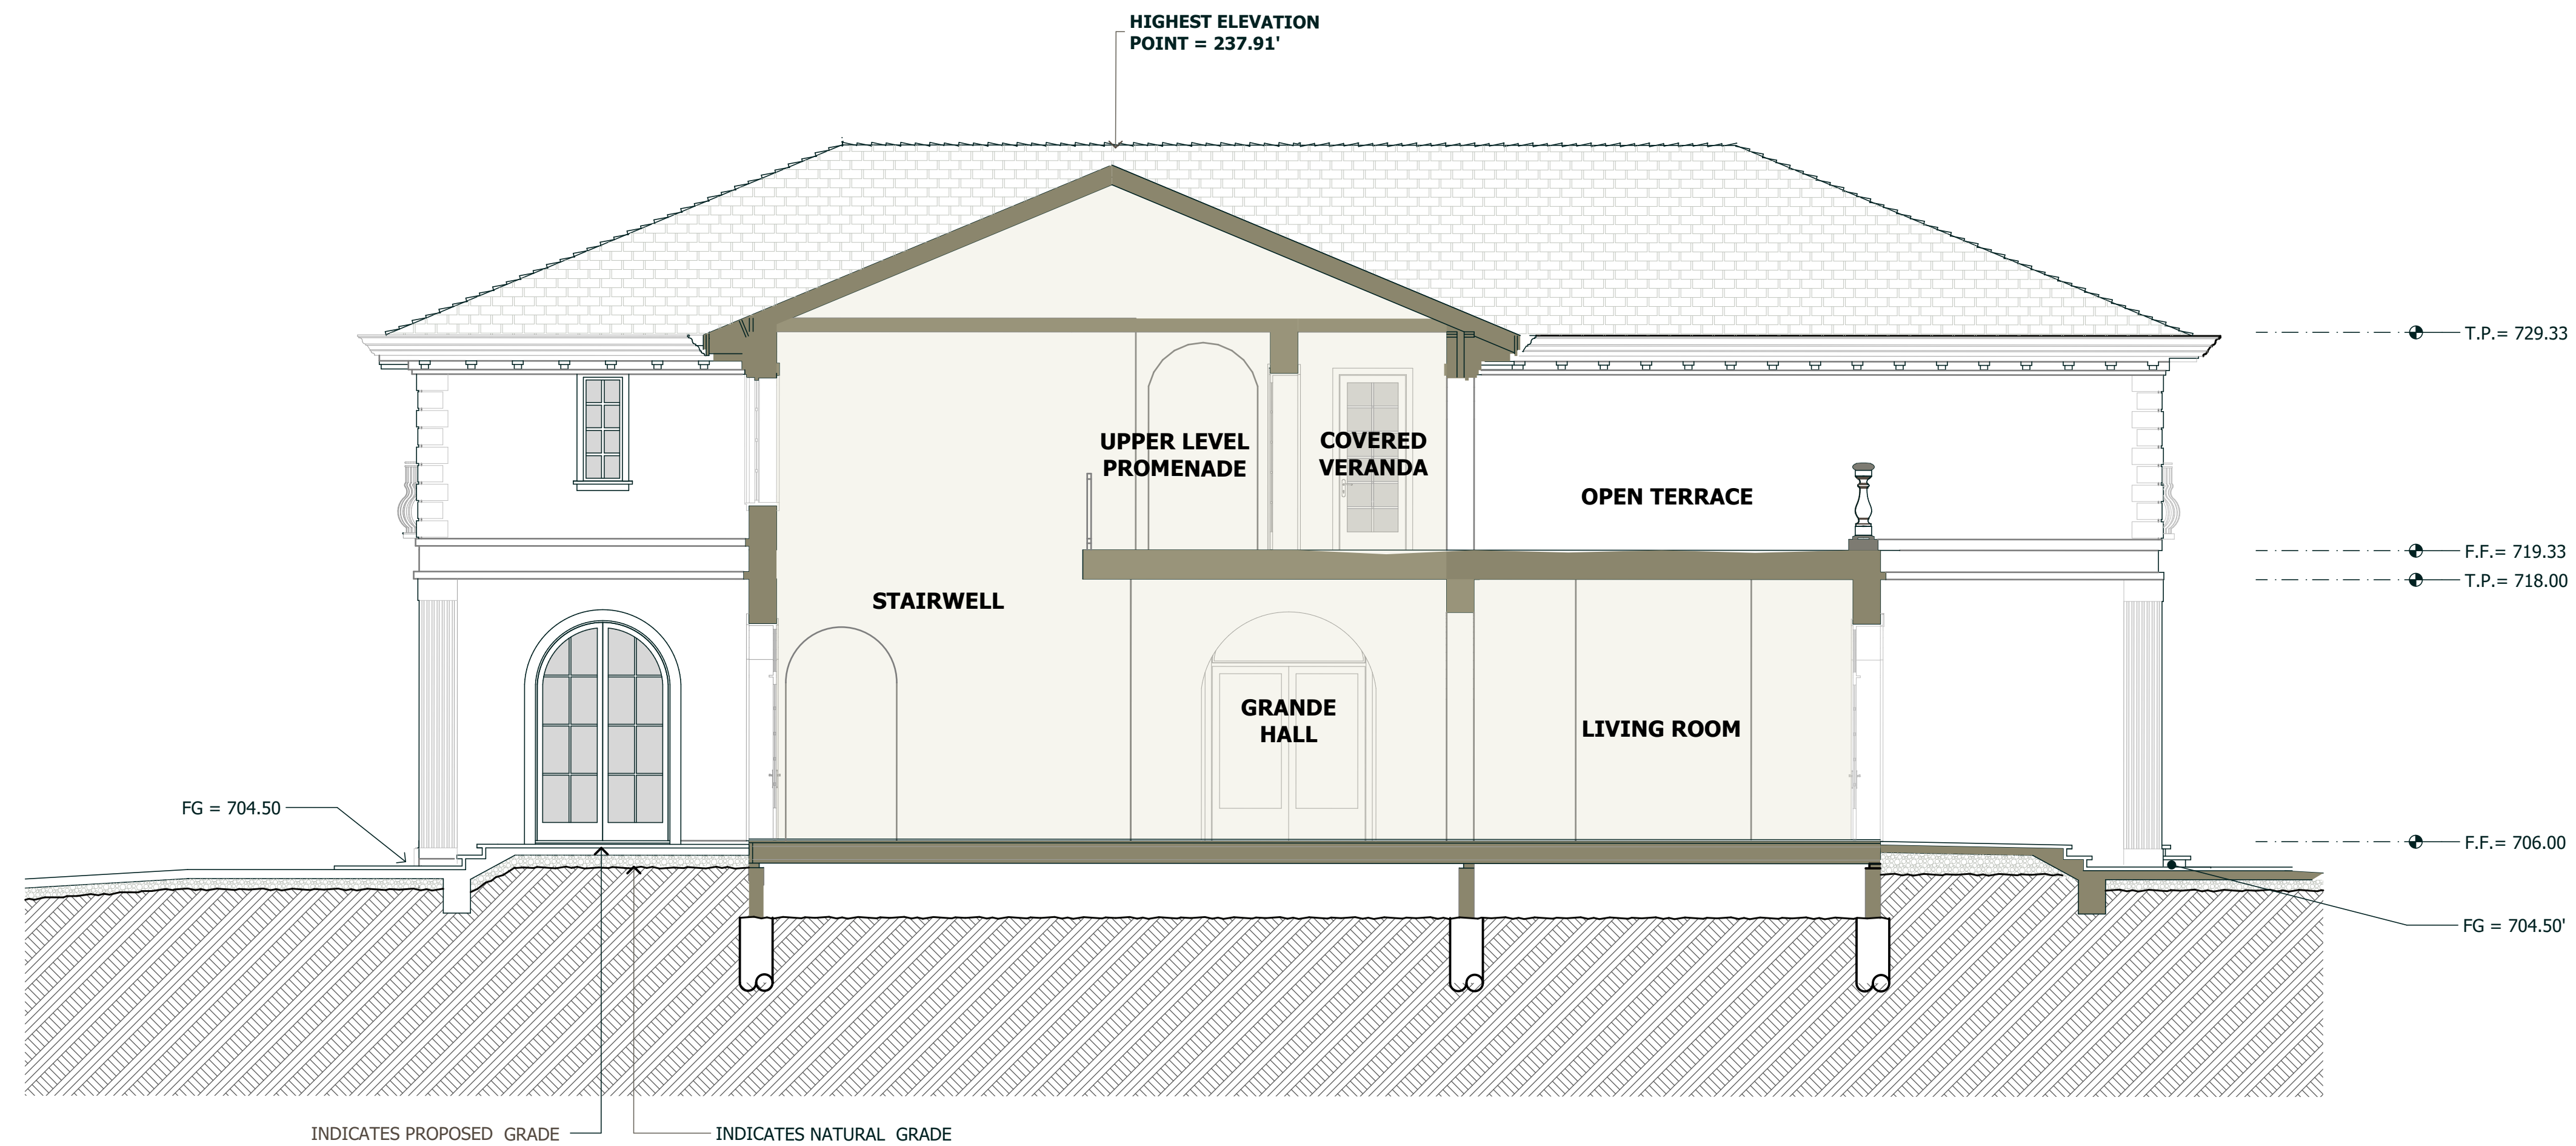 HIGHEST ELEVATION
POINT = 237.91'
T.P.= 729.33
UPPER LEVEL
PROMENADE
COVERED
VERANDA
OPEN TERRACE
F.F.= 719.33
T.P.= 718.00
STAIRWELL
GRANDE
HALL
LIVING ROOM
FG = 704.50
F.F.= 706.00
FG = 704.50'
INDICATES PROPOSED GRADE
INDICATES NATURAL GRADE